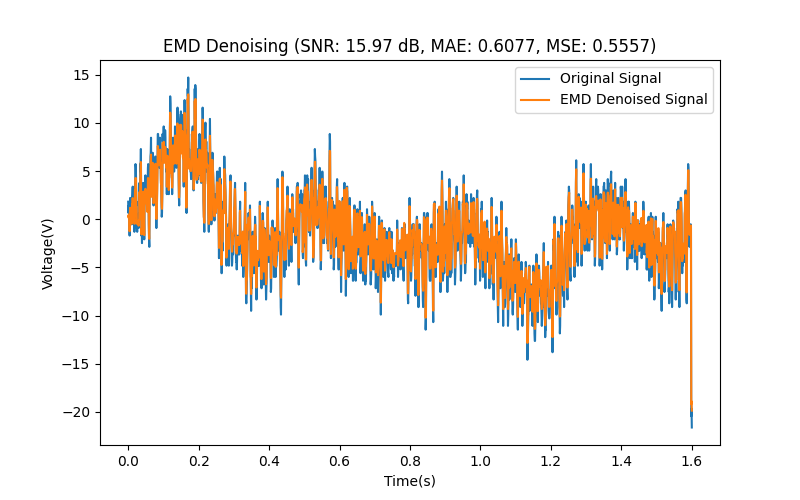 EMD Denoising (SNR: 15.97 dB, MAE: 0.6077, MSE: 0.5557)
Original Signal
EMD Denoised Signal
15
10
5
0
−5
−10
−15
−20
Voltage(V)
0.0 0.2 0.4 0.6 0.8 1.0 1.2 1.4 1.6
Time(s)